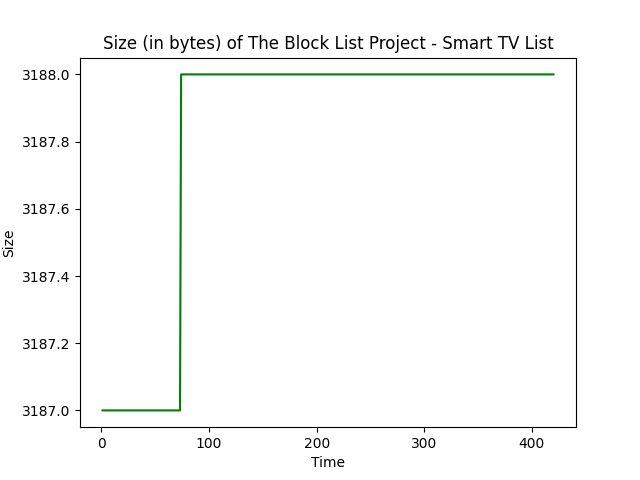 Size (in bytes) of The Block List Project - Smart TV List
3188.0
3187.8
3187.6
3187.4
3187.2
3187.0
Size
0 100 200 300 400
Time